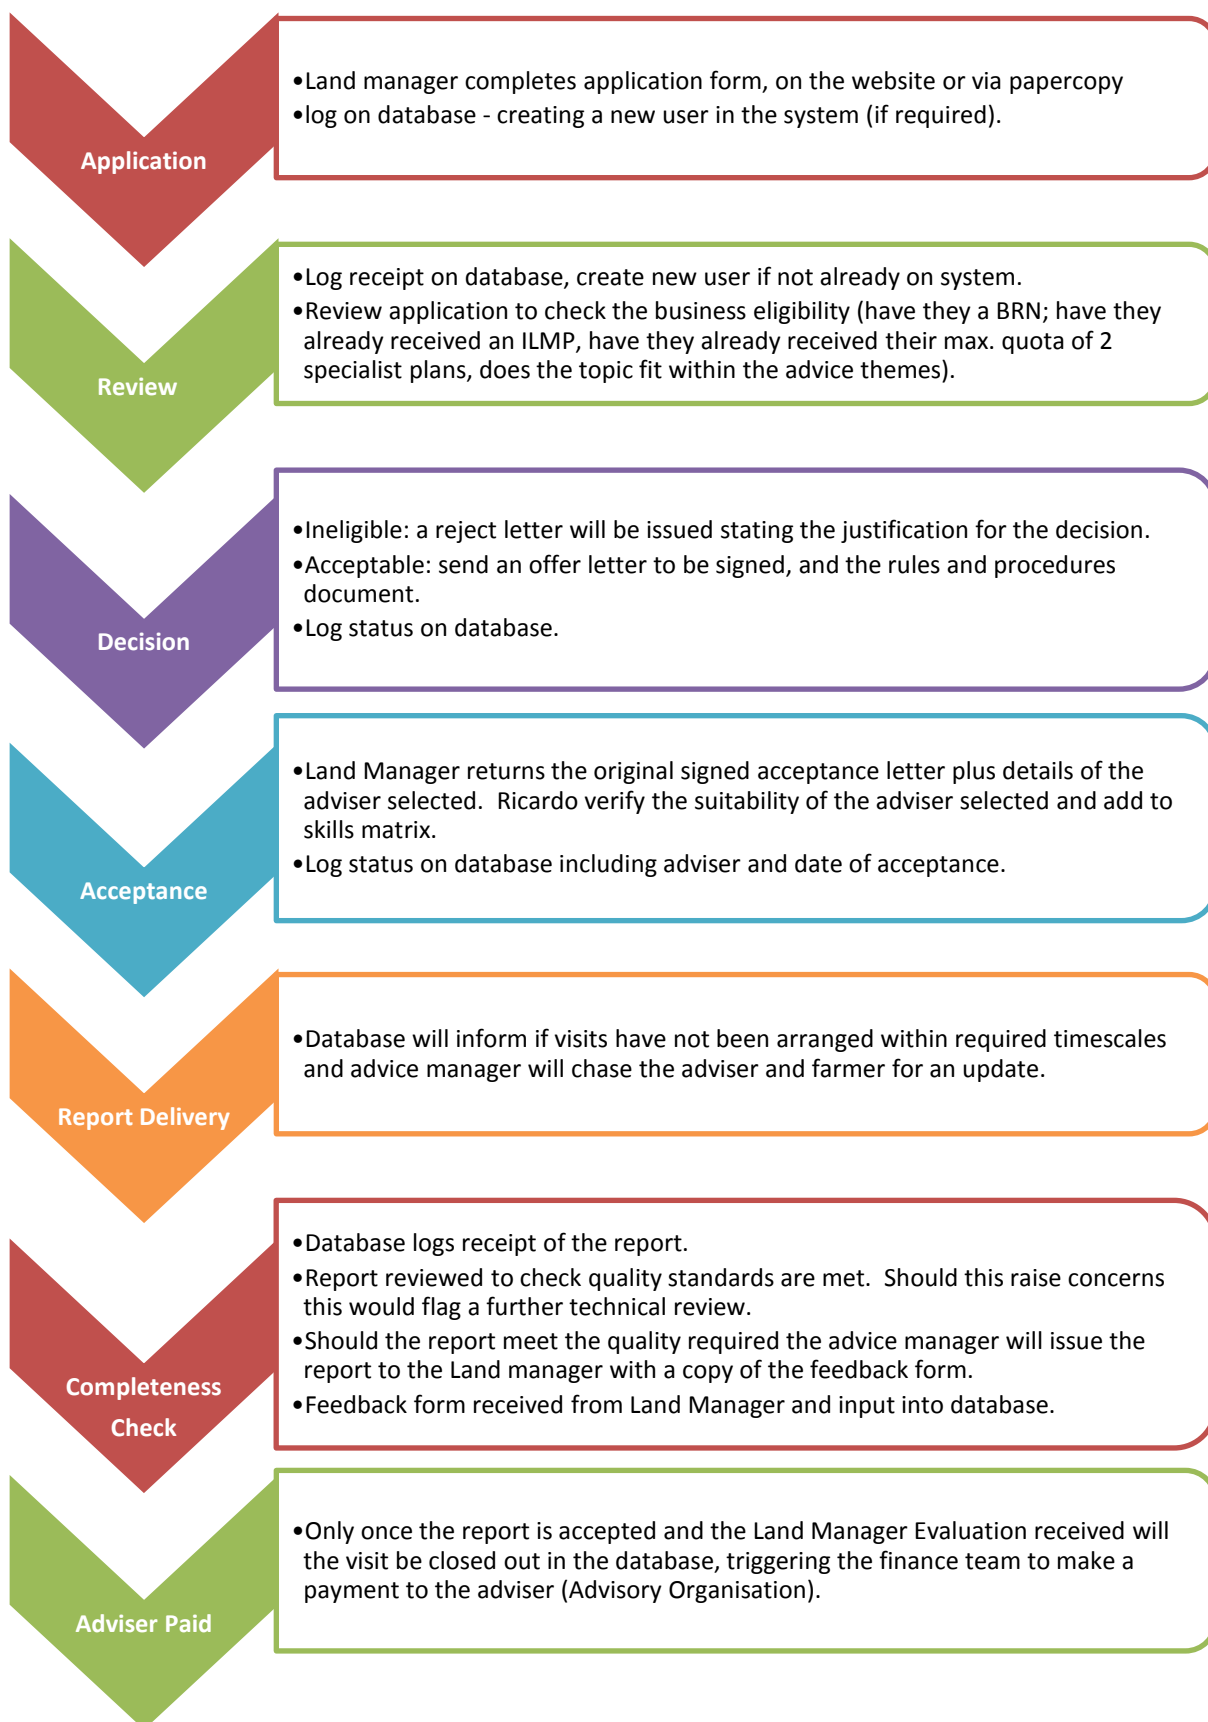 Application
•Land manager completes application form, on the website or via papercopy
•log on database - creating a new user in the system (if required).
Review
•Log receipt on database, create new user if not already on system.
•Review application to check the business eligibility (have they a BRN; have they
already received an ILMP, have they already received their max. quota of 2
specialist plans, does the topic fit within the advice themes).
Decision
•Ineligible: a reject letter will be issued stating the justification for the decision.
•Acceptable: send an offer letter to be signed, and the rules and procedures
document.
•Log status on database.
Acceptance
•Land Manager returns the original signed acceptance letter plus details of the
adviser selected.  Ricardo verify the suitability of the adviser selected and add to
skills matrix.
•Log status on database including adviser and date of acceptance.
Report Delivery
•Database will inform if visits have not been arranged within required timescales
and advice manager will chase the adviser and farmer for an update.
Completeness
Check
•Database logs receipt of the report.
•Report reviewed to check quality standards are met.  Should this raise concerns
this would flag a further technical review.
•Should the report meet the quality required the advice manager will issue the
report to the Land manager with a copy of the feedback form.
•Feedback form received from Land Manager and input into database.
Adviser Paid
•Only once the report is accepted and the Land Manager Evaluation received will
the visit be closed out in the database, triggering the finance team to make a
payment to the adviser (Advisory Organisation).